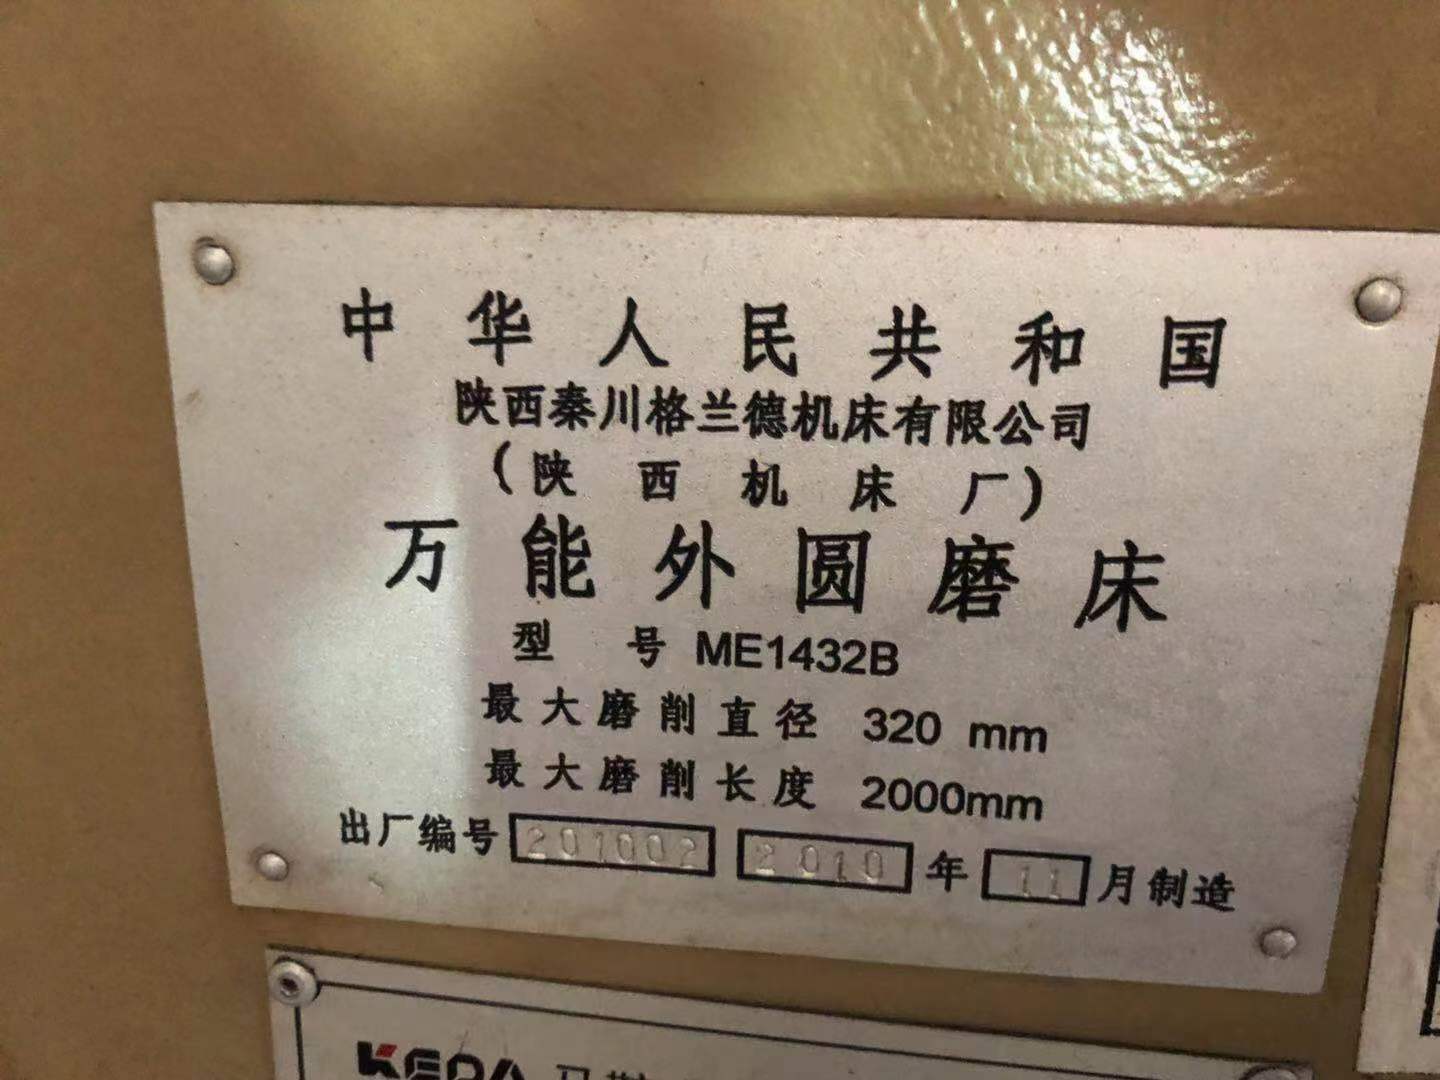 中华人民共和国
陕西秦川格兰德机床有限公司
(陕西机床厂)
万能外圆磨床
型号 ME1432B
最大磨削直径 320 mm
最大磨削长度 2000mm
出厂编号 201002 2010 年 11 月制造
KEDA